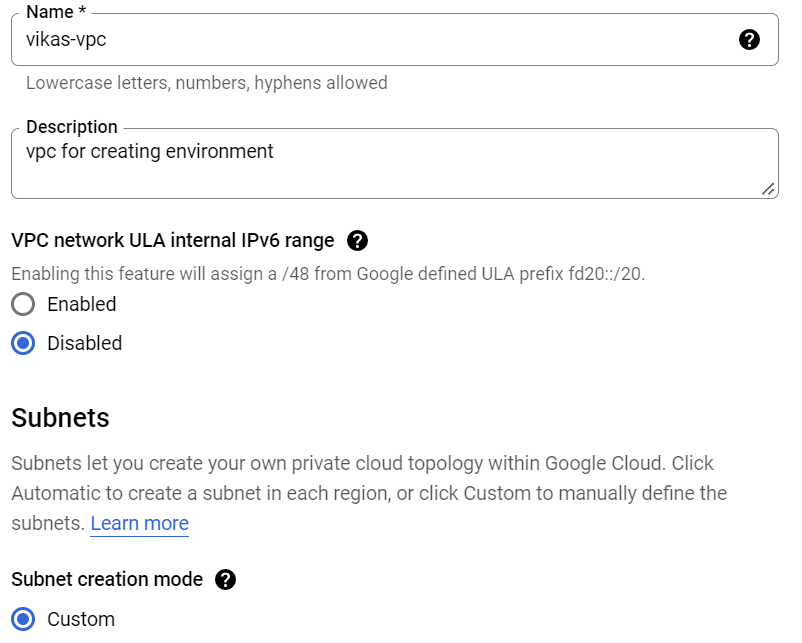 Name *
vikas-vpc
?
Lowercase letters, numbers, hyphens allowed
Description
vpc for creating environment
VPC network ULA internal IPv6 range ?
Enabling this feature will assign a /48 from Google defined ULA prefix fd20::/20.
Enabled
Disabled
Subnets
Subnets let you create your own private cloud topology within Google Cloud. Click
Automatic to create a subnet in each region, or click Custom to manually define the
subnets. Learn more
Subnet creation mode ?
Custom